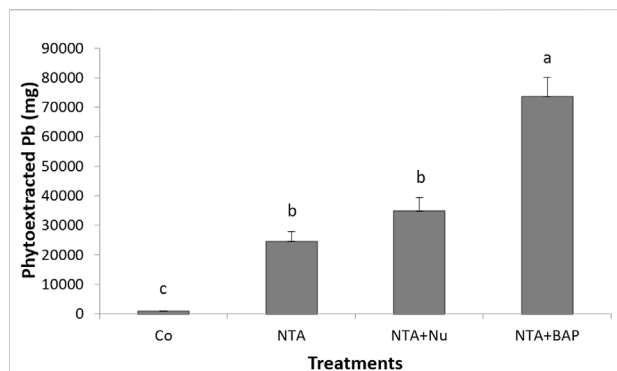 Phytoextracted Pb (mg)
90000
80000
70000
60000
50000
40000
30000
20000
10000
0
c
b
b
a
Co
NTA
NTA+Nu
NTA+BAP
Treatments